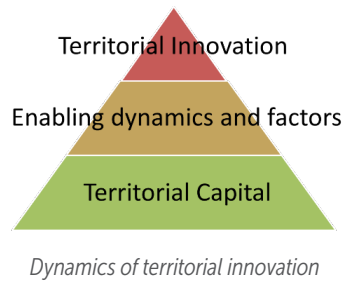 Territorial Innovation
Enabling dynamics and factors
Territorial Capital
Dynamics of territorial innovation